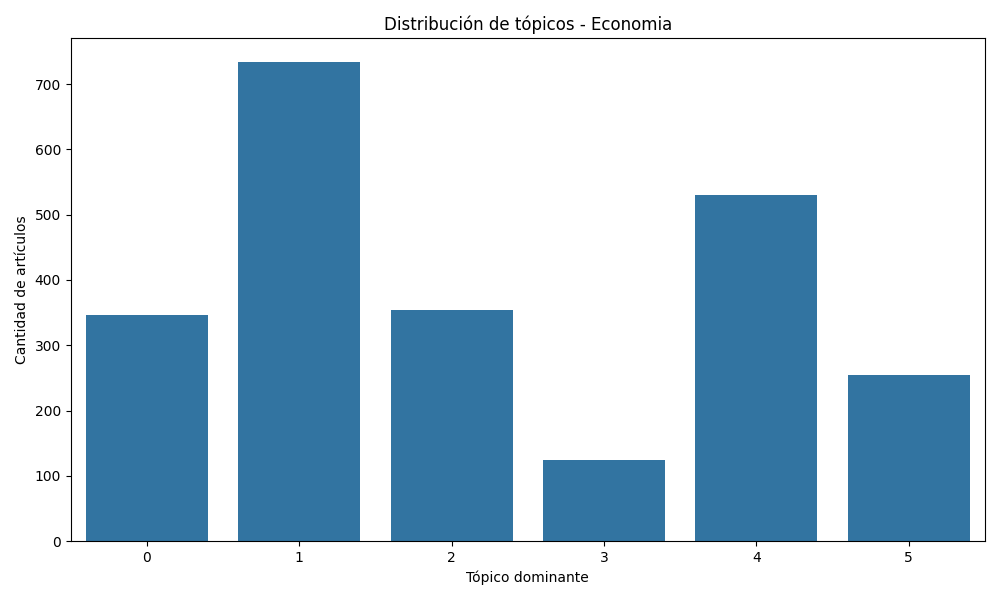 Distribución de tópicos - Economia
Cantidad de artículos
700
600
500
400
300
200
100
0
0 1 2 3 4 5
Tópico dominante